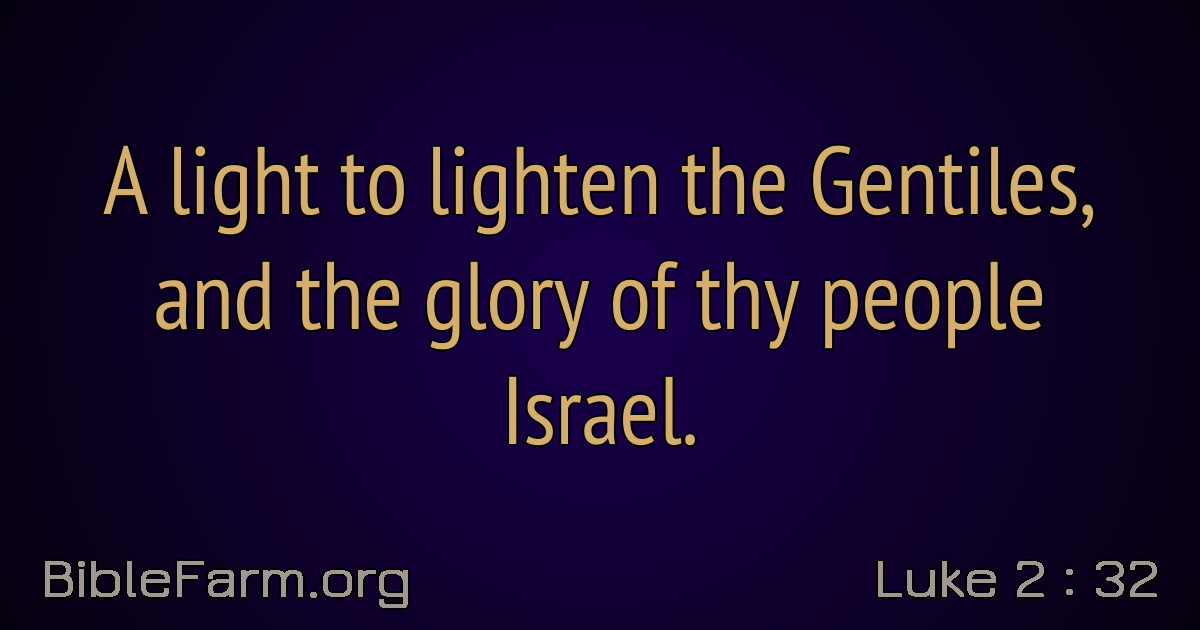 A light to lighten the Gentiles,
and the glory of thy people
Israel.
BibleFarm.org
Luke 2 : 32